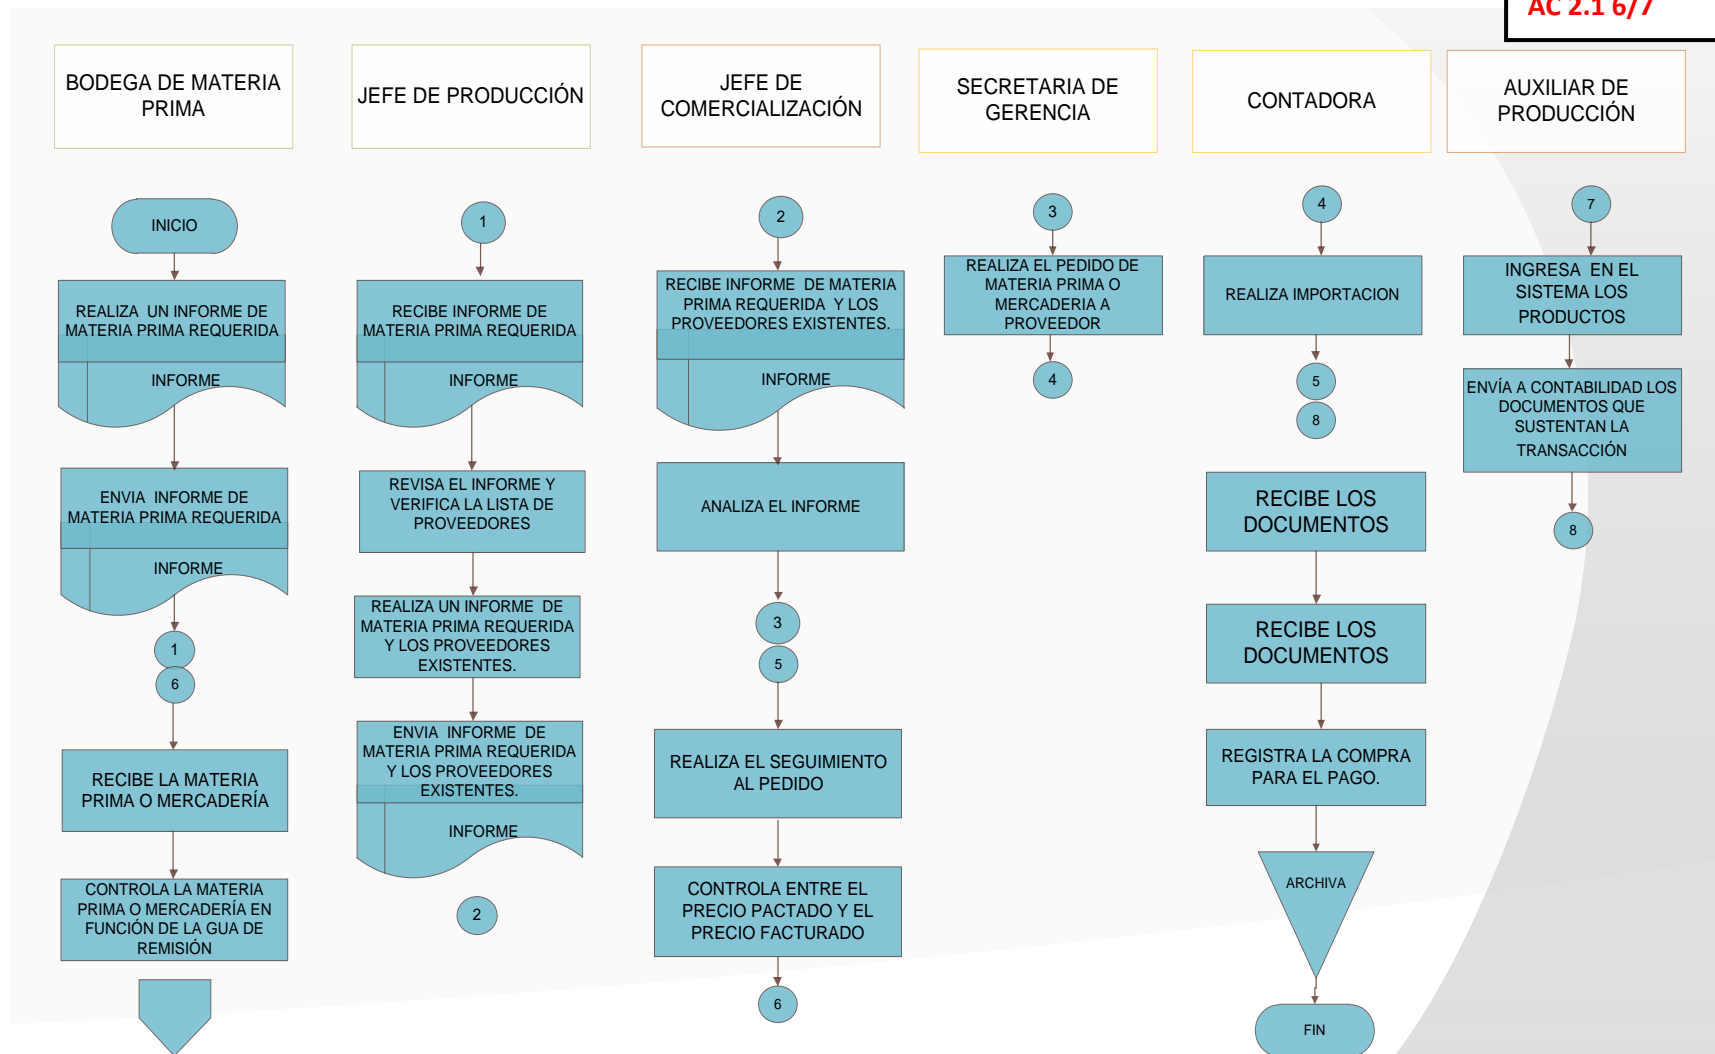 AC 2.1 6/7
BODEGA DE MATERIA
PRIMA
JEFE DE PRODUCCIÓN
JEFE DE
COMERCIALIZACIÓN
SECRETARIA DE
GERENCIA
CONTADORA
AUXILIAR DE
PRODUCCIÓN
INICIO
REALIZA UN INFORME DE
MATERIA PRIMA REQUERIDA
INFORME
ENVIA INFORME DE
MATERIA PRIMA REQUERIDA
INFORME
1
6
RECIBE LA MATERIA
PRIMA O MERCADERÍA
CONTROLA LA MATERIA
PRIMA O MERCADERÍA EN
FUNCIÓN DE LA GUA DE
REMISIÓN
1
RECIBE INFORME DE
MATERIA PRIMA REQUERIDA
INFORME
REVISA EL INFORME Y
VERIFICA LA LISTA DE
PROVEEDORES
REALIZA UN INFORME DE
MATERIA PRIMA REQUERIDA
Y LOS PROVEEDORES
EXISTENTES.
ENVIA INFORME DE
MATERIA PRIMA REQUERIDA
Y LOS PROVEEDORES
EXISTENTES.
INFORME
2
2
RECIBE INFORME DE MATERIA
PRIMA REQUERIDA Y LOS
PROVEEDORES EXISTENTES.
INFORME
ANALIZA EL INFORME
3
5
REALIZA EL SEGUIMIENTO
AL PEDIDO
CONTROLA ENTRE EL
PRECIO PACTADO Y EL
PRECIO FACTURADO
6
3
REALIZA EL PEDIDO DE
MATERIA PRIMA O
MERCADERIA A
PROVEEDOR
4
4
REALIZA IMPORTACION
5
8
RECIBE LOS
DOCUMENTOS
RECIBE LOS
DOCUMENTOS
REGISTRA LA COMPRA
PARA EL PAGO.
ARCHIVA
FIN
7
INGRESA EN EL
SISTEMA LOS
PRODUCTOS
ENVÍA A CONTABILIDAD LOS
DOCUMENTOS QUE
SUSTENTAN LA
TRANSACCIÓN
8